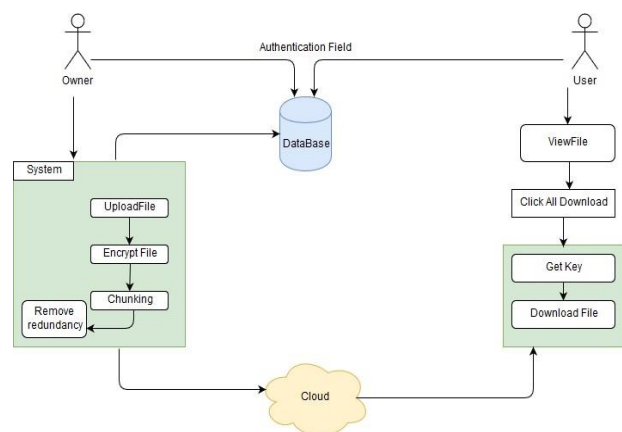 Authentication Field
Owner
User
DataBase
ViewFile
System
UploadFile
Click All Download
Encrypt File
Get Key
Chunking
Remove
redundancy
Download File
Cloud